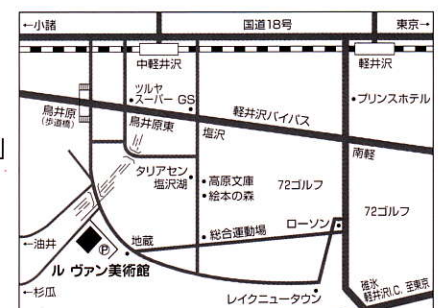 ←小諸
国道18号
東京→
中軽井沢
軽井沢
ツルヤ
スーパー GS
プリンスホテル
鳥井原
(歩道橋)
鳥井原東
軽井沢バイパス
塩沢
南軽
」
タリアセン
塩沢湖
高原文庫
絵本の森
72ゴルフ
72ゴルフ
ローソン
←油井
P
地蔵
総合運動場
ル ヴァン美術館
←杉瓜
レイクニュータウン
碓氷
軽井沢I.C. 至東京